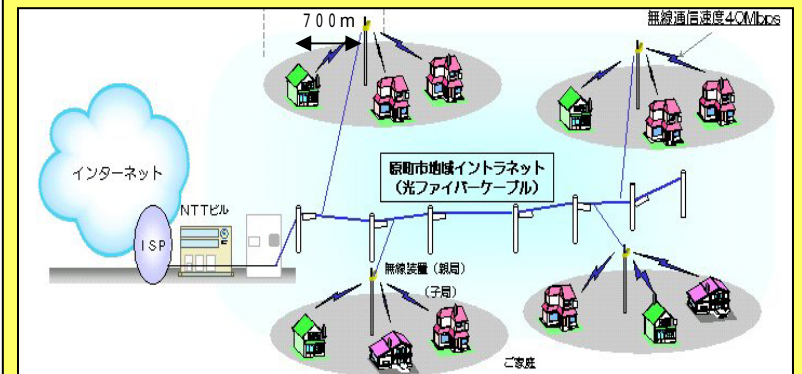 700m
無線通信速度40Mbps
インターネット
原町市地域イントラネット
(光ファイバーケーブル)
NTTビル
ISP
無線装置(親局)
(子局)
ご家庭